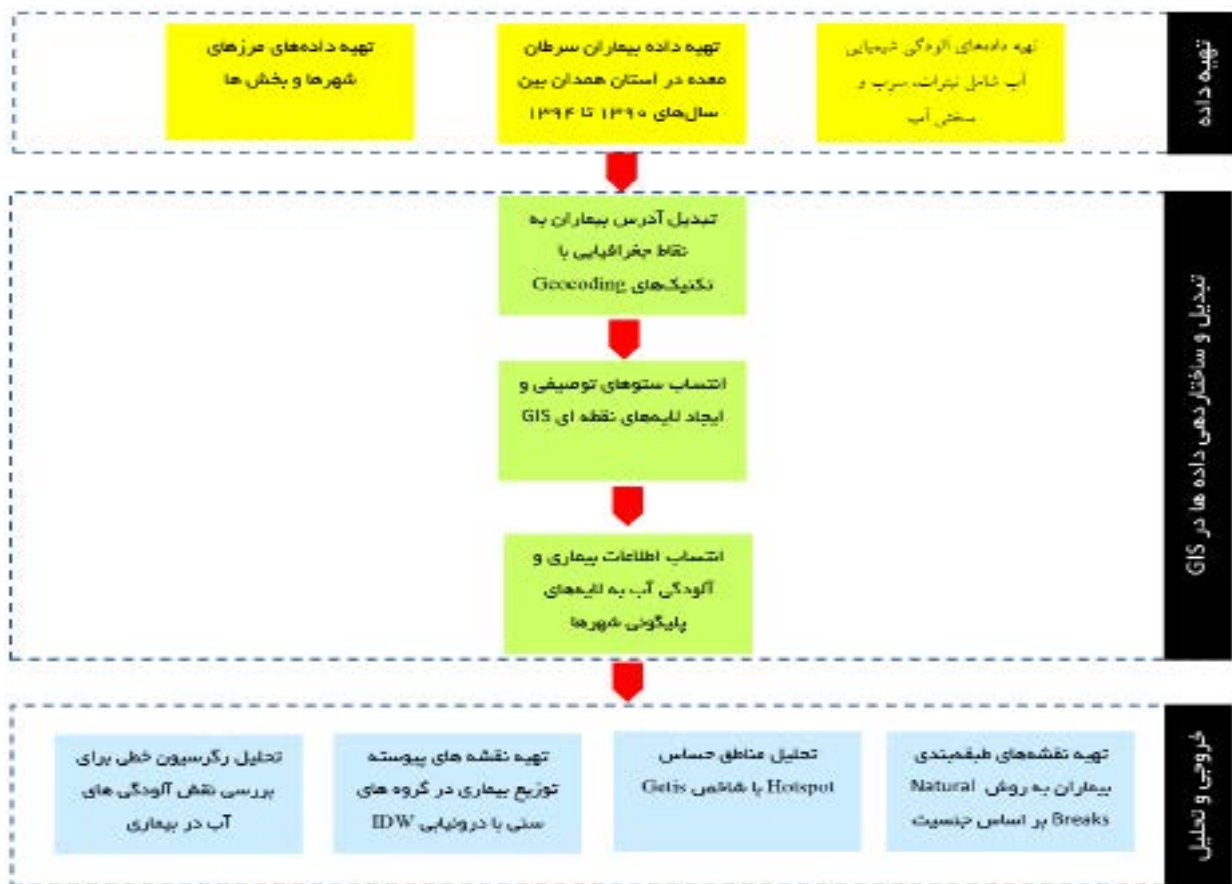 تهیه داده
تهیه داده‌های آلودگی شیمیایی
آب شامل نیترات، سرب و
سختی آب
تهیه داده بیماران سرطان
معده در استان همدان بین
سال‌های ۱۳۹۰ تا ۱۳۹۴
تهیه داده‌های مرزهای
شهرها و بخش ها
تبدیل و ساختاردهی داده ها در GIS
تبدیل آدرس بیماران به
نقاط جغرافیایی با
تکنیک‌های Geocoding
انتساب ستوهای توصیفی و
ایجاد لایه‌های نقطه ای GIS
انتساب اطلاعات بیماری و
آلودگی آب به لایه‌های
پلیگونی شهرها
خروجی و تحلیل
تهیه نقشه‌های طبقه‌بندی
بیماران به روش Natural
Breaks بر اساس جنسیت
تحلیل مناطق حساس
Hotspot با شاخص Getis
تهیه نقشه های پیوسته
توزیع بیماری در گروه های
سنی با درونیابی IDW
تحلیل رگرسیون خطی برای
بررسی نقش آلودگی های
آب در بیماری